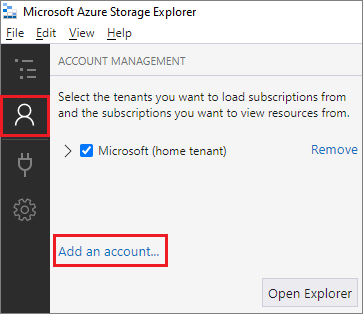 Microsoft Azure Storage Explorer
File Edit View Help
ACCOUNT MANAGEMENT
Select the tenants you want to load subscriptions from
and the subscriptions you want to view resources from.
Microsoft (home tenant) Remove
Add an account...
Open Explorer